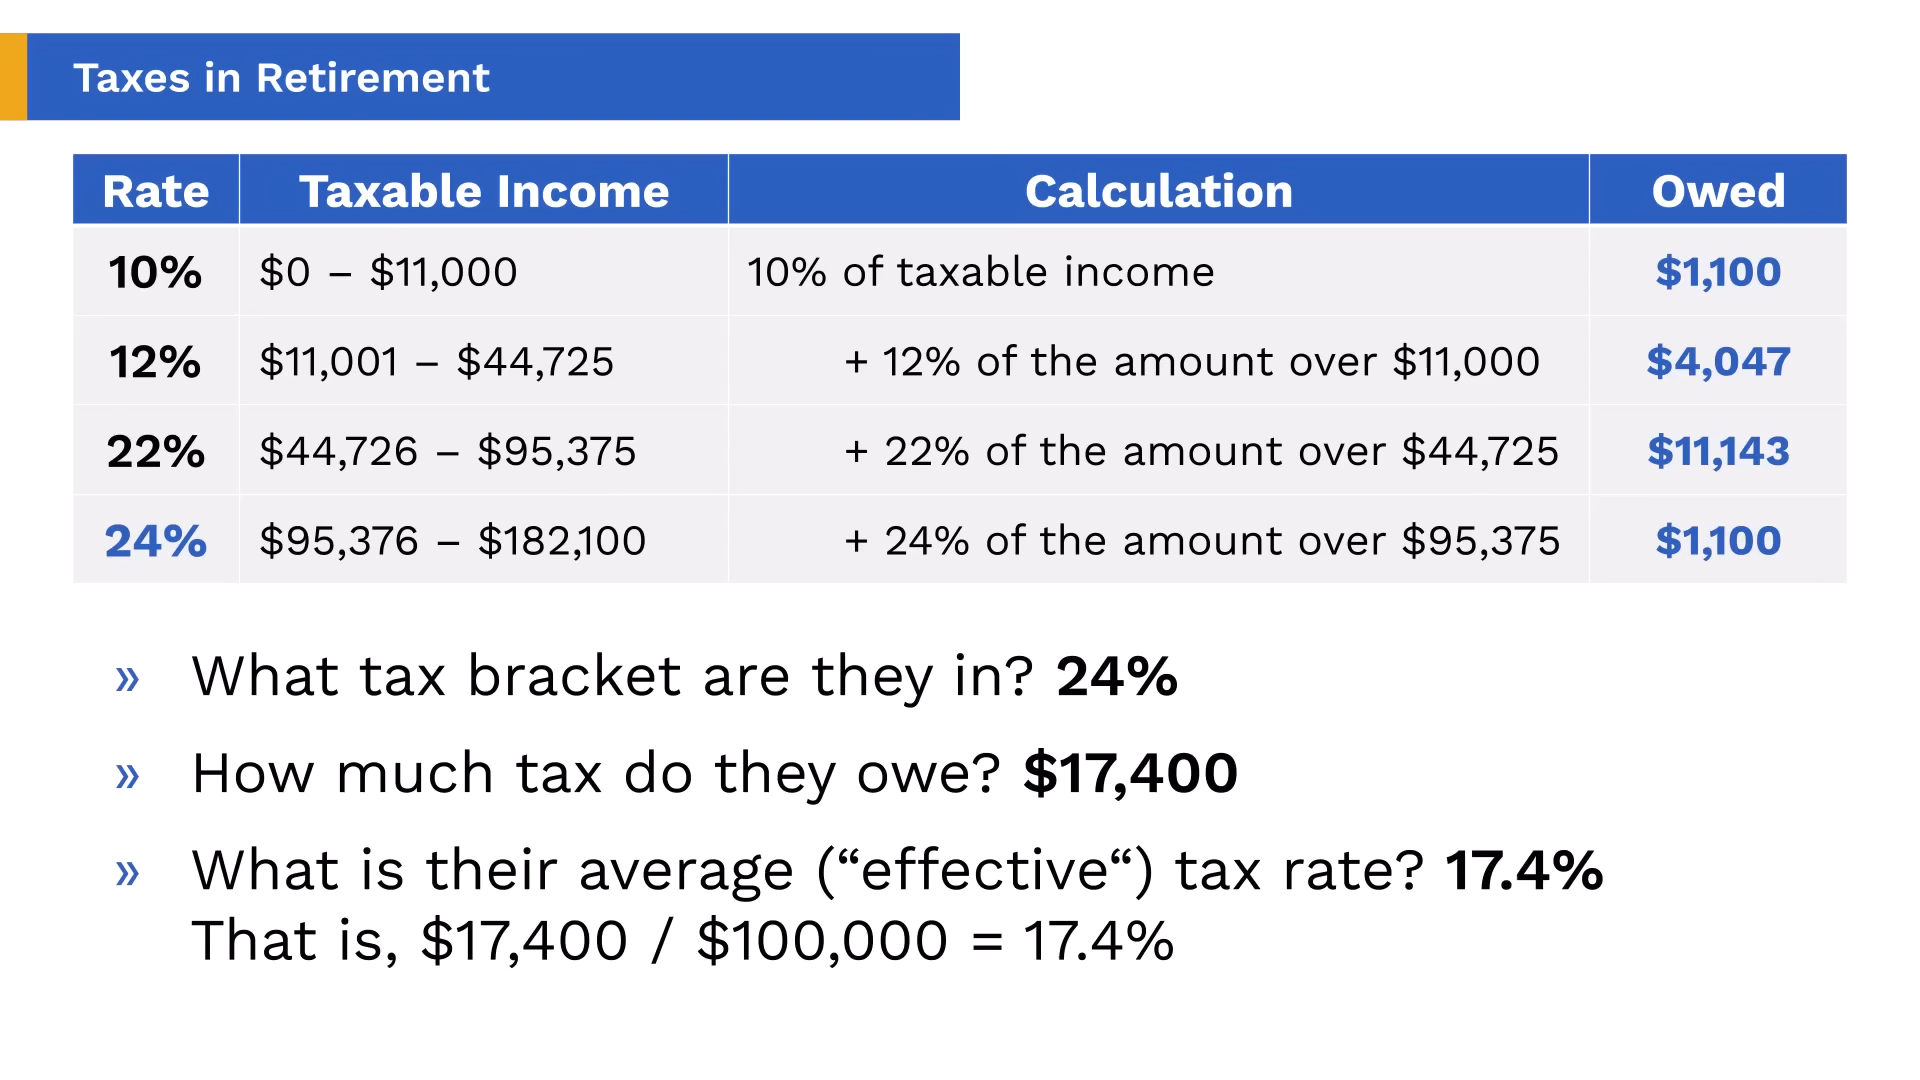 Taxes in Retirement
Rate Taxable Income Calculation Owed
10% $0 – $11,000 10% of taxable income $1,100
12% $11,001 – $44,725 + 12% of the amount over $11,000 $4,047
22% $44,726 – $95,375 + 22% of the amount over $44,725 $11,143
24% $95,376 – $182,100 + 24% of the amount over $95,375 $1,100
» What tax bracket are they in? 24%
» How much tax do they owe? $17,400
» What is their average (“effective“) tax rate? 17.4%
That is, $17,400 / $100,000 = 17.4%